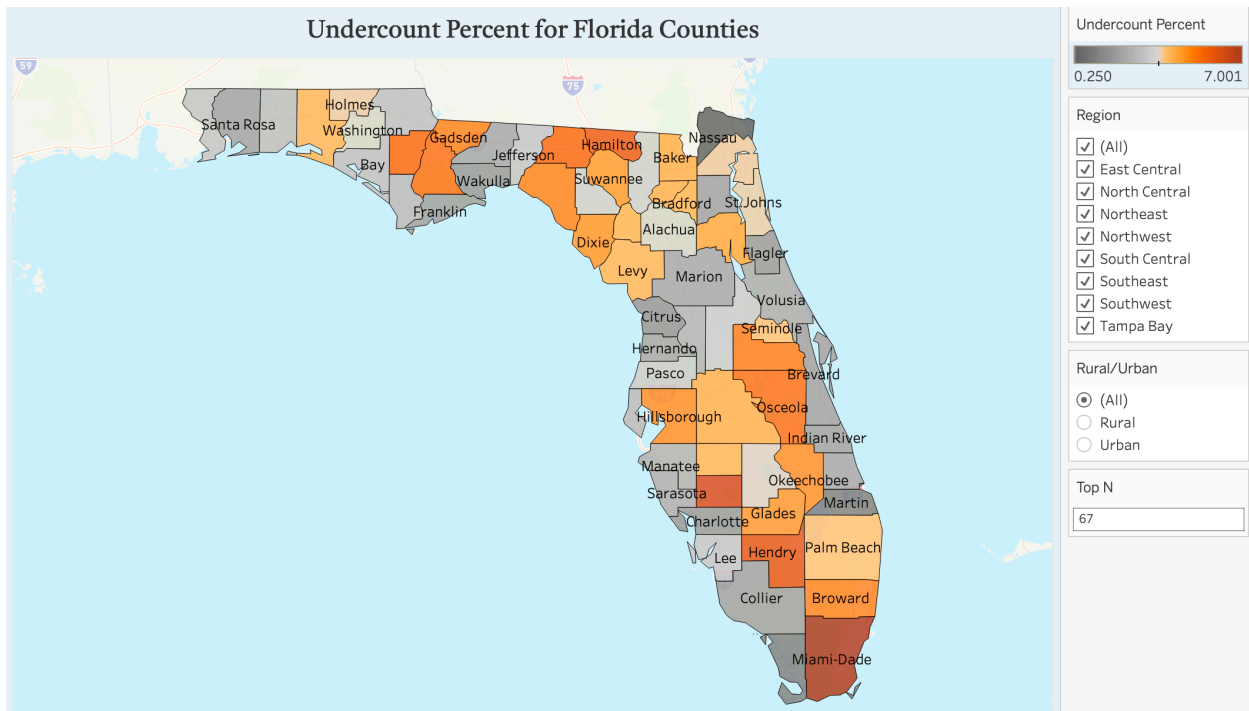 Undercount Percent for Florida Counties
59
75
Holmes
Santa Rosa
Washington
Bay
Gadsden
Jefferson
Wakulla
Franklin
Hamilton
Suwannee
Baker
Nassau
Bradford
St. Johns
Alachua
Dixie
Levy
Marion
Flagler
Volusia
Citrus
Seminole
Hernando
Pasco
Brevard
Hillsborough
Osceola
Indian River
Manatee
Okeechobee
Sarasota
Martin
Glades
Charlotte
Lee
Hendry
Palm Beach
Collier
Broward
Miami-Dade
Undercount Percent
0.250 7.001
Region
(All)
East Central
North Central
Northeast
Northwest
South Central
Southeast
Southwest
Tampa Bay
Rural/Urban
(All)
Rural
Urban
Top N
67